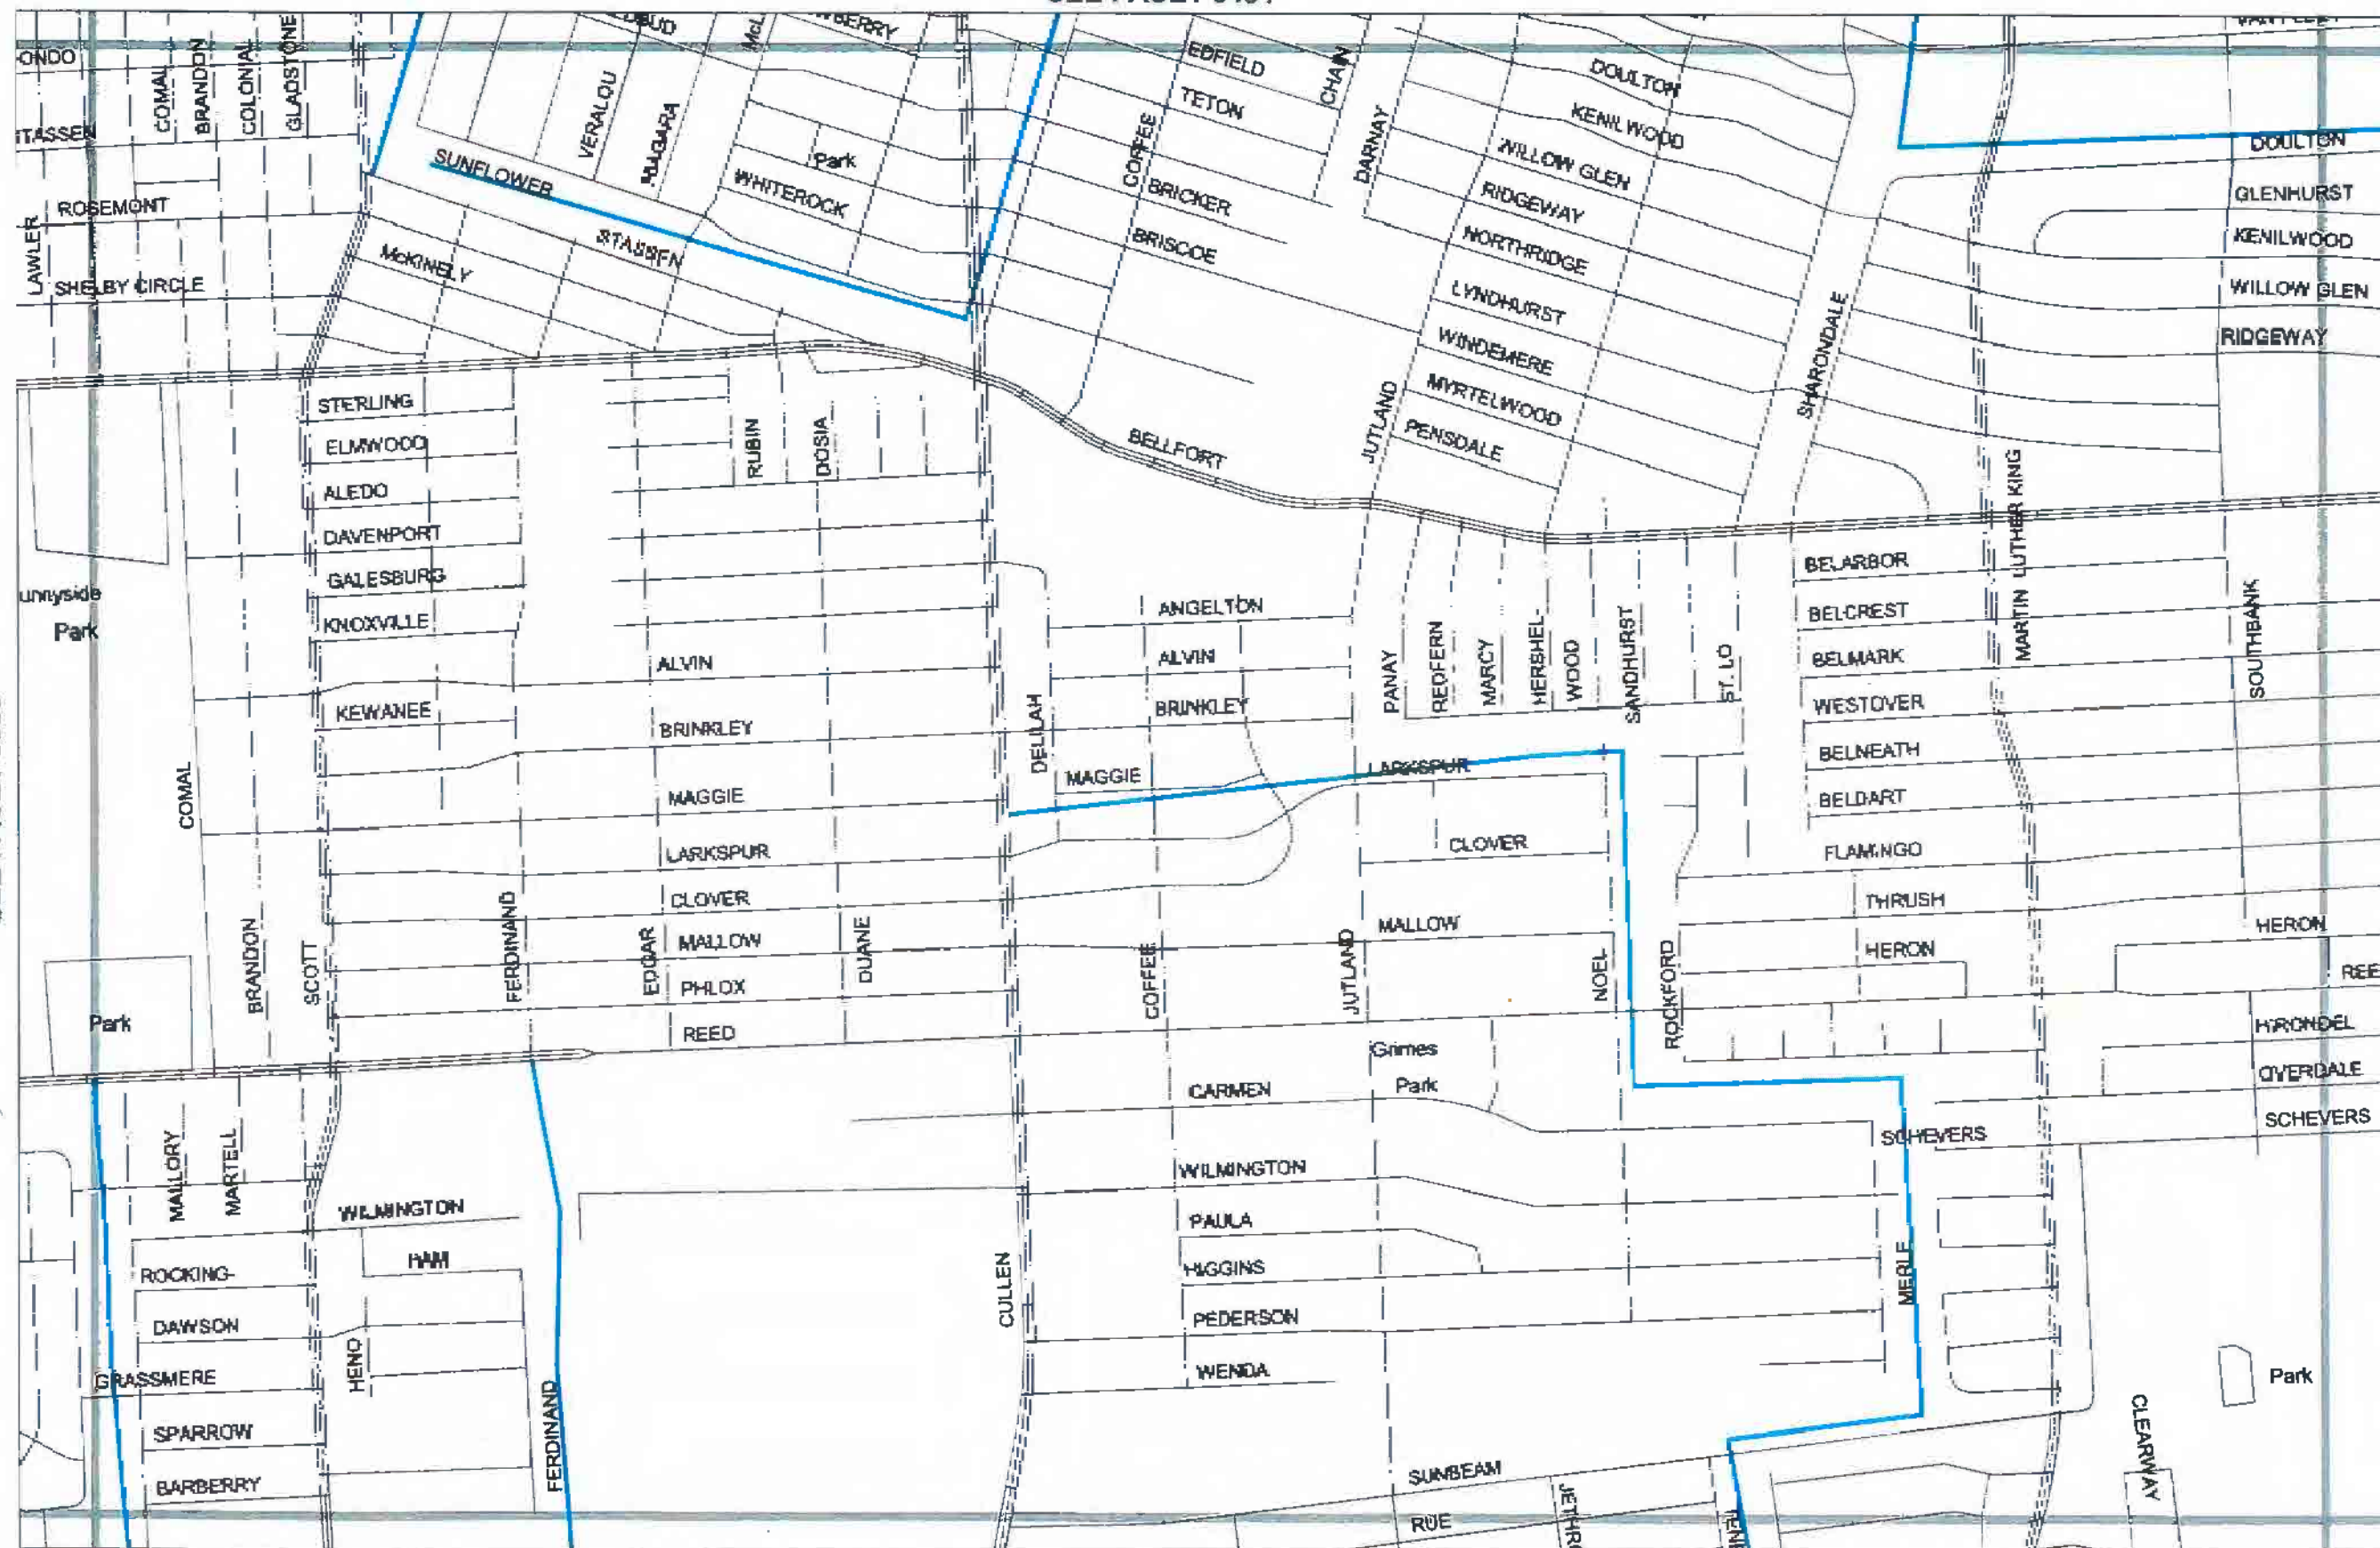 ONDO
COMAL
BRANDON
COLONIAL
GLADSTONE
BERRY
EDFIELD
CHAIN
DOULTON
TETON
VERALOU
NIAGARA
KENILWOOD
SUNFLOWER
Park
WHITEROCK
COFFEE
DARNAY
WILLOW GLEN
DOULTON
BRICKER
RIDGEWAY
GLENHURST
LAWLER
ROSEMONT
McKINELY
STASSEN
BRISCOE
NORTHRIDGE
KENILWOOD
SHELBY CIRCLE
LYNDHURST
WILLOW GLEN
SHARONDALE
WINDEMERE
RIDGEWAY
STERLING
MYRTELWOOD
ELMWOOD
RUBIN
DOSIA
BELLFORT
JUTLAND
PENSDALE
ALEDO
DAVENPORT
MARTIN LUTHER KING
GALESBURG
BELARBOR
unnyside
Park
KNOXVILLE
ANGELTON
BELCREST
SOUTHBANK
ALVIN
ALVIN
PANAY
REDFERN
MARCY
HERSHEL
WOOD
SANDHURST
ST. LO
BELMARK
KEWANEE
BRINKLEY
DELILAH
BRINKLEY
WESTOVER
BELNEATH
COMAL
MAGGIE
MAGGIE
LARKSPUR
BELDART
LARKSPUR
CLOVER
FLAMINGO
CLOVER
THRUSH
BRANDON
SCOTT
FERDINAND
EDGAR
MALLOW
DUANE
COFFEE
JUTLAND
MALLOW
NOEL
ROCKFORD
HERON
HERON
PHLOX
REE
Park
REED
Grimes
Park
HIRONDEL
CARMEN
OVERDALE
MALLORY
MARTELL
SCHEVERS
SCHEVERS
WILMINGTON
WILMINGTON
PAULA
HAM
ROCKING-
CULLEN
HIGGINS
MERLE
DAWSON
PEDERSON
GRASSMERE
HENO
WENDA
Park
SPARROW
FERDINAND
CLEARWAY
BARBERRY
SUNBEAM
RUE
JETHRO